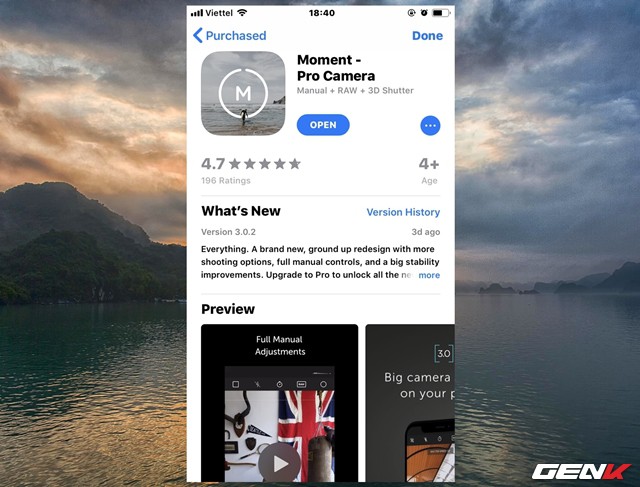 Viettel 18:40
Purchased Done
Moment -
Pro Camera
Manual + RAW + 3D Shutter
OPEN
4.7 4+
196 Ratings Age
What's New Version History
Version 3.0.2 3d ago
Everything. A brand new, ground up redesign with more
shooting options, full manual controls, and a big stability
improvements. Upgrade to Pro to unlock all the more
Preview
Full Manual
Adjustments
3.0
Big camera
on your
M
GENK